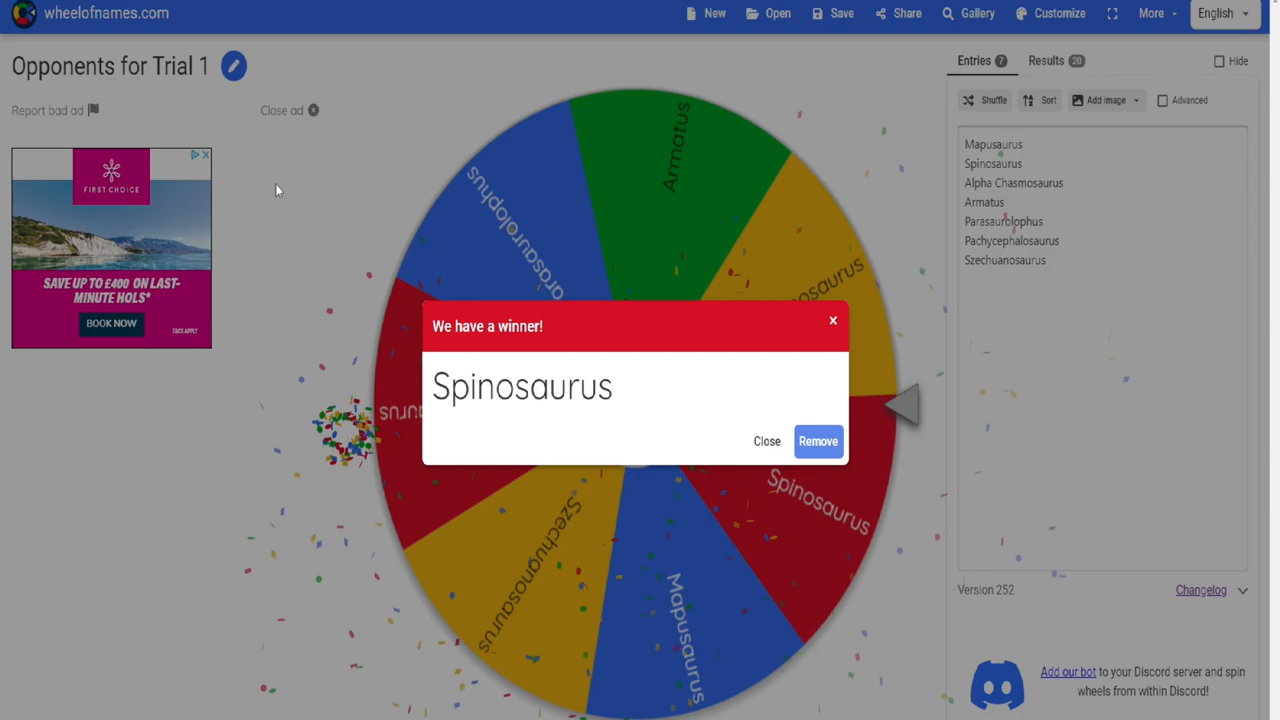 wheelofnames.com
New
Open
Save
Share
Gallery
Customize
More
English
Opponents for Trial 1
Report bad ad
Close ad
FIRST CHOICE
SAVE UP TO £400 ON LAST-
MINUTE HOLS*
BOOK NOW
T&CS APPLY
Armatus
Szechuanosaurus
Mapusaurus
Spinosaurus
We have a winner!
Spinosaurus
Close
Remove
Entries 7
Results 20
Hide
Shuffle
Sort
Add image
Advanced
Mapusaurus
Spinosaurus
Alpha Chasmosaurus
Armatus
Parasaurolophus
Pachycephalosaurus
Szechuanosaurus
Version 252
Changelog
Add our bot to your Discord server and spin
wheels from within Discord!